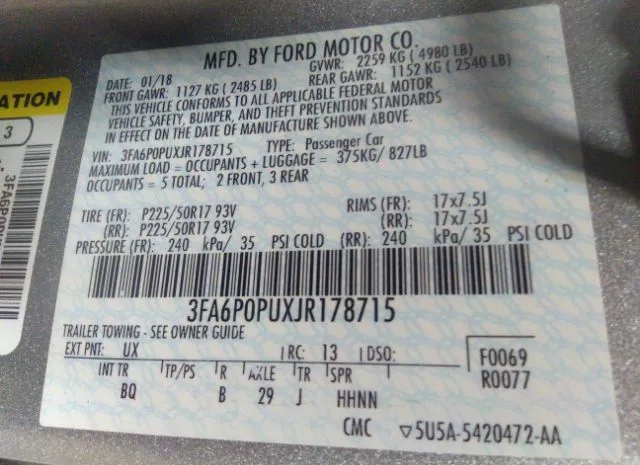 MFD. BY FORD MOTOR CO.
DATE: 01/18 GVWR: 2259 KG ( 4980 LB)
FRONT GAWR: 1127 KG ( 2485 LB) REAR GAWR: 1152 KG ( 2540 LB)
THIS VEHICLE CONFORMS TO ALL APPLICABLE FEDERAL MOTOR
VEHICLE SAFETY, BUMPER, AND THEFT PREVENTION STANDARDS
IN EFFECT ON THE DATE OF MANUFACTURE SHOWN ABOVE.
VIN: 3FA6P0PUXJR178715 TYPE: Passenger Car
MAXIMUM LOAD = OCCUPANTS + LUGGAGE = 375KG/ 827LB
OCCUPANTS = 5 TOTAL; 2 FRONT, 3 REAR
TIRE (FR): P225/50R17 93V RIMS (FR): 17x7.5J
(RR): P225/50R17 93V (RR): 17x7.5J
PRESSURE (FR): 240 kPa/ 35 PSI COLD (RR): 240 kPa/ 35 PSI COLD
3FA6P0PUXJR178715
TRAILER TOWING - SEE OWNER GUIDE
EXT PNT: UX RC: 13 DSO: F0069
INT TR TP/PS R AXLE TR SPR R0077
BQ B 29 J HHNN
CMC ▽5U5A-5420472-AA
ATION
3